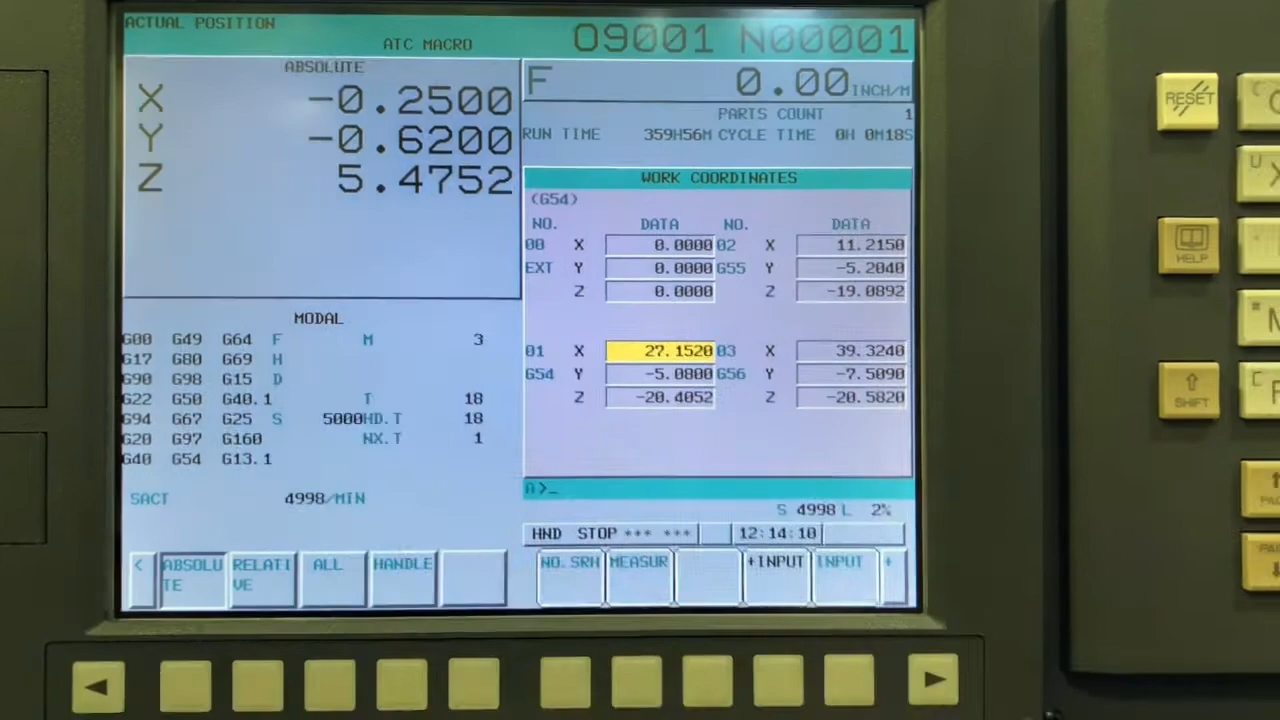 ACTUAL POSITION
ATC MACRO O9001 N00001
ABSOLUTE
X -0.2500
Y -0.6200
Z 5.4752
F 0.00 INCH/M
PARTS COUNT 1
RUN TIME 359H56M CYCLE TIME 0H 0M18S
WORK COORDINATES
(G54)
NO. DATA NO. DATA
00 X 0.0000 02 X 11.2150
EXT Y 0.0000 G55 Y -5.2040
Z 0.0000 Z -19.0892
01 X 27.1520 03 X 39.3240
G54 Y -5.0800 G56 Y -7.5090
Z -20.4052 Z -20.5820
MODAL
G00 G49 G64 F M 3
G17 G80 G69 H
G90 G98 G15 D
G22 G50 G40.1 T 18
G94 G67 G25 S 5000 HD.T 18
G20 G97 G160 NX.T 1
G40 G54 G13.1
SACT 4998/MIN
A>_
S 4998 L 2%
HND STOP *** *** 12:14:10
< ABSOLU
TE RELATI
VE ALL HANDLE
NO.SRH MEASUR +INPUT INPUT +
RESET
HELP
SHIFT